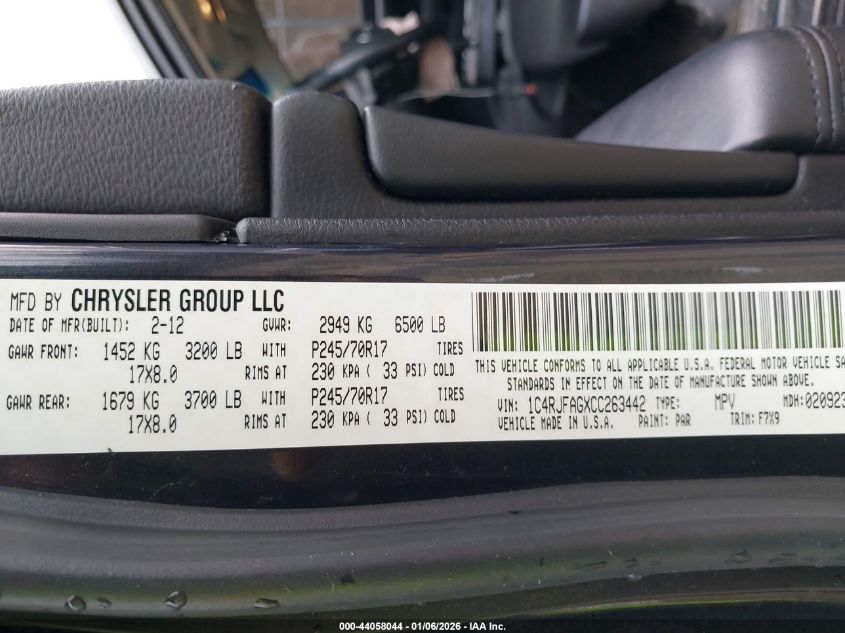 MFD BY CHRYSLER GROUP LLC
DATE OF MFR(BUILT): 2-12 GVWR: 2949 KG 6500 LB
GAWR FRONT: 1452 KG 3200 LB WITH P245/70R17 TIRES
17X8.0 RIMS AT 230 KPA ( 33 PSI) COLD
GAWR REAR: 1679 KG 3700 LB WITH P245/70R17 TIRES
17X8.0 RIMS AT 230 KPA ( 33 PSI) COLD
THIS VEHICLE CONFORMS TO ALL APPLICABLE U.S.A. FEDERAL MOTOR VEHICLE SA
STANDARDS IN EFFECT ON THE DATE OF MANUFACTURE SHOWN ABOVE.
VIN: 1C4RJFAGXCC263442 TYPE: MPV MDH:020923
VEHICLE MADE IN U.S.A. PAINT: PAR TRIM: F7X9
000-44058044 - 01/06/2026 - IAA Inc.